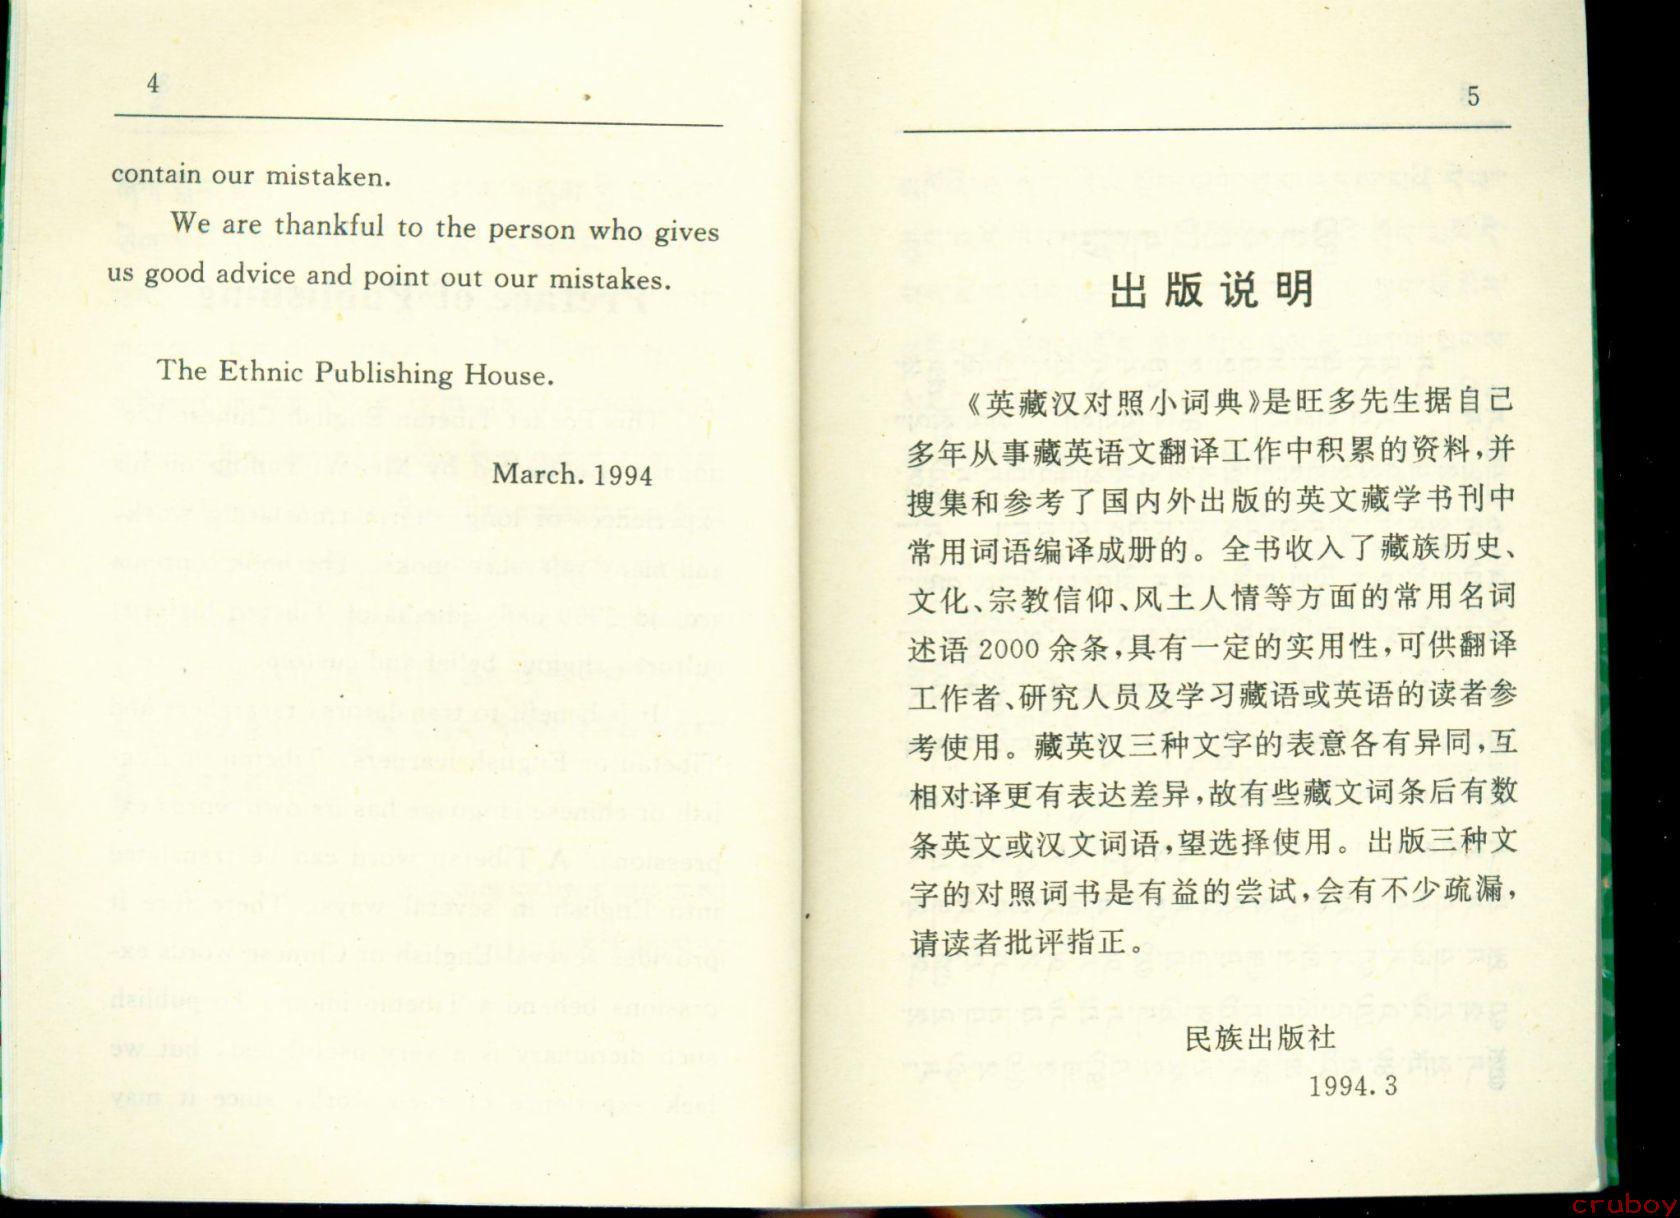 4
contain our mistaken.
We are thankful to the person who gives
us good advice and point out our mistakes.
The Ethnic Publishing House.
March. 1994
5
出版说明
《英藏汉对照小词典》是旺多先生据自己
多年从事藏英语文翻译工作中积累的资料,并
搜集和参考了国内外出版的英文藏学书刊中
常用词语编译成册的。全书收入了藏族历史、
文化、宗教信仰、风土人情等方面的常用名词
述语 2000 余条,具有一定的实用性,可供翻译
工作者、研究人员及学习藏语或英语的读者参
考使用。藏英汉三种文字的表意各有异同,互
相对译更有表达差异,故有些藏文词条后有数
条英文或汉文词语,望选择使用。出版三种文
字的对照词书是有益的尝试,会有不少疏漏,
请读者批评指正。
民族出版社
1994.3
cruboy